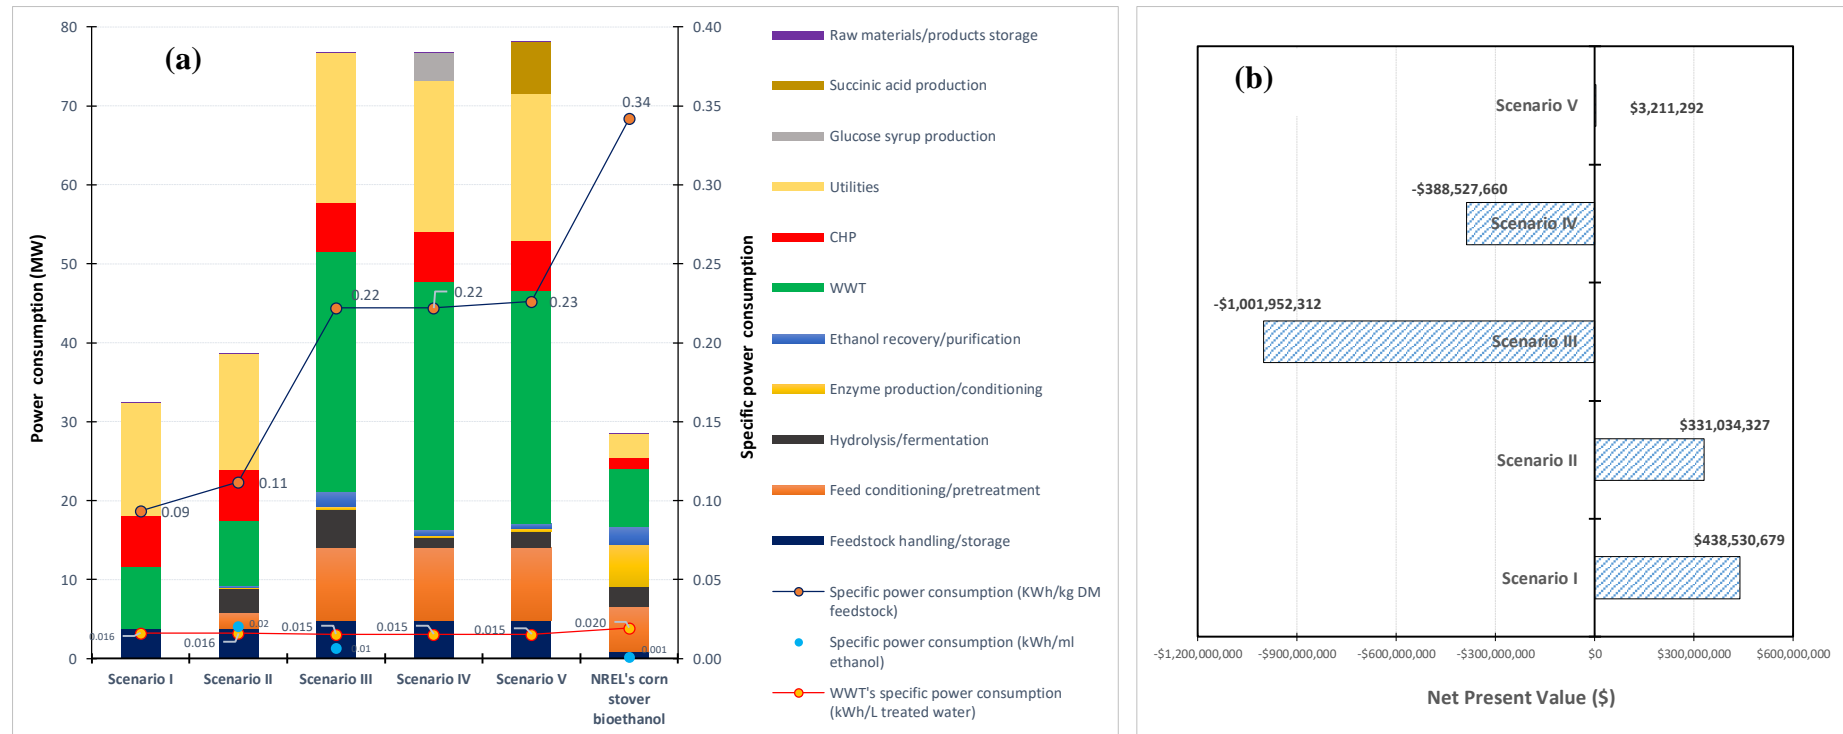 (a)
Power consumption (MW)
80
70
60
50
40
30
20
10
0
0.40
0.35
0.30
0.25
0.20
0.15
0.10
0.05
0.00
Specific power consumption
0.09
0.11
0.22
0.22
0.23
0.34
0.016
0.016
0.02
0.015
0.01
0.015
0.015
0.020
0.001
Scenario I
Scenario II
Scenario III
Scenario IV
Scenario V
NREL's corn
stover
bioethanol
Raw materials/products storage
Succinic acid production
Glucose syrup production
Utilities
CHP
WWT
Ethanol recovery/purification
Enzyme production/conditioning
Hydrolysis/fermentation
Feed conditioning/pretreatment
Feedstock handling/storage
Specific power consumption (KWh/kg DM
feedstock)
Specific power consumption (kWh/ml
ethanol)
WWT's specific power consumption
(kWh/L treated water)
(b)
Scenario V
$3,211,292
-$388,527,660
Scenario IV
-$1,001,952,312
Scenario III
$331,034,327
Scenario II
$438,530,679
Scenario I
-$1,200,000,000
-$900,000,000
-$600,000,000
-$300,000,000
$0
$300,000,000
$600,000,000
Net Present Value ($)